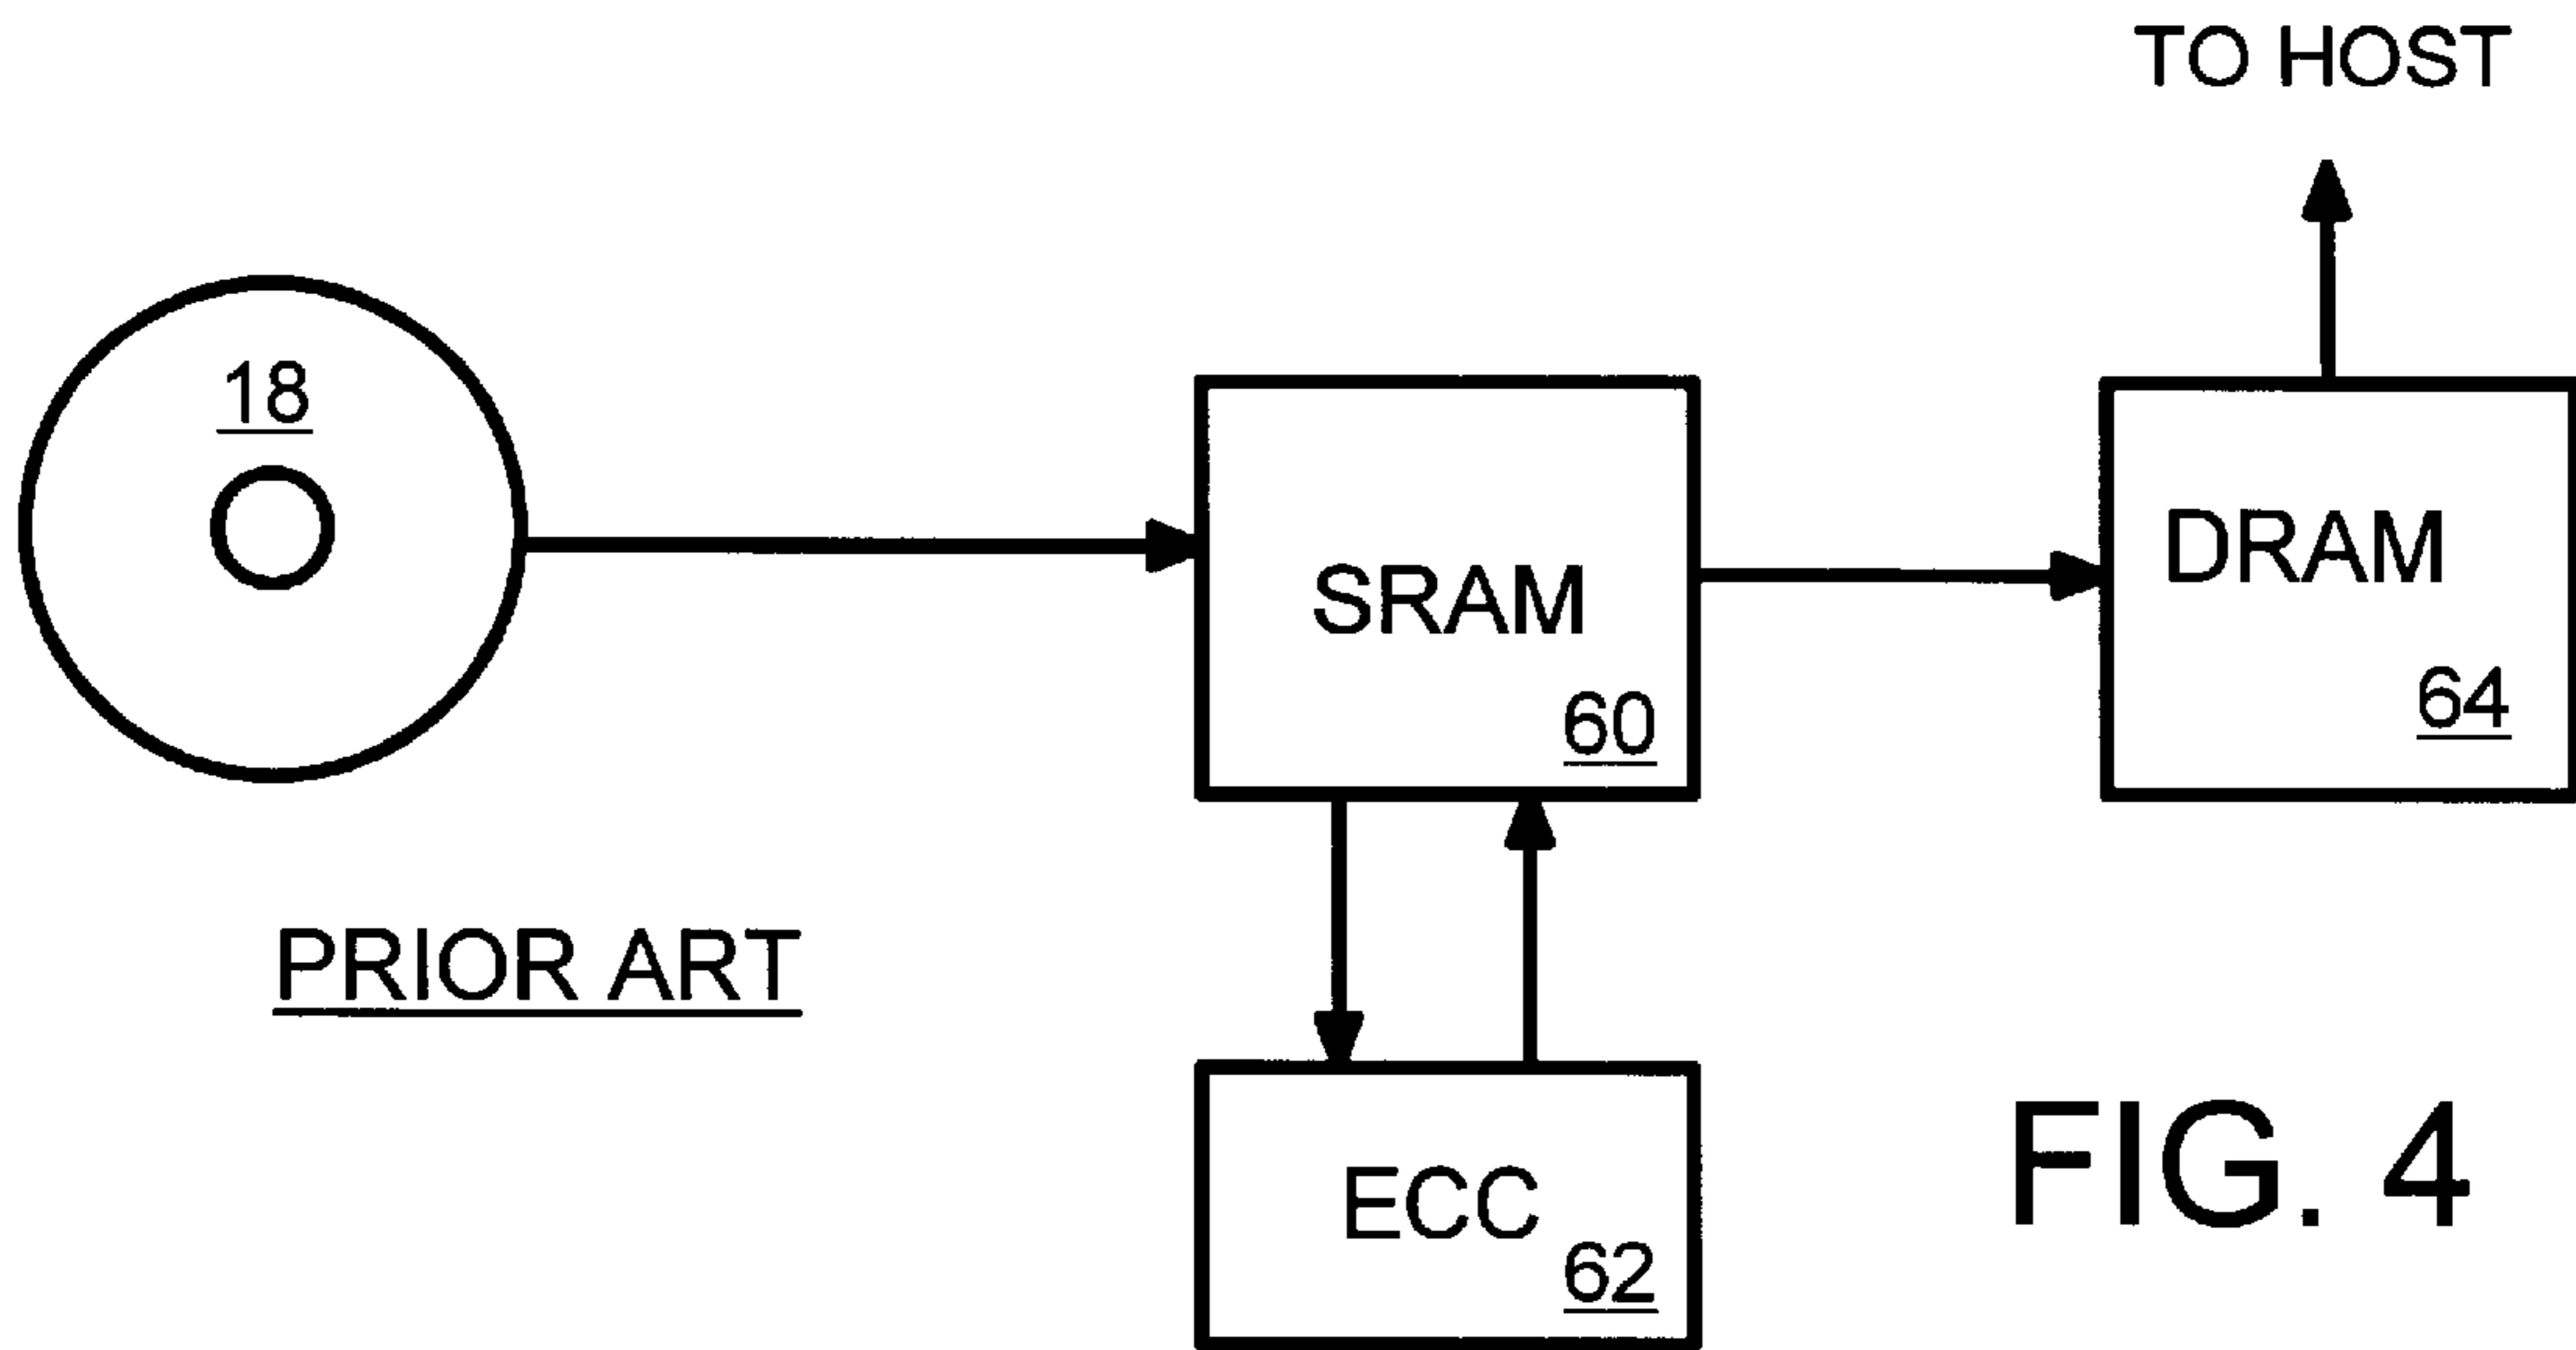 TO HOST
18
SRAM
60
DRAM
64
PRIOR ART
ECC
62
FIG. 4